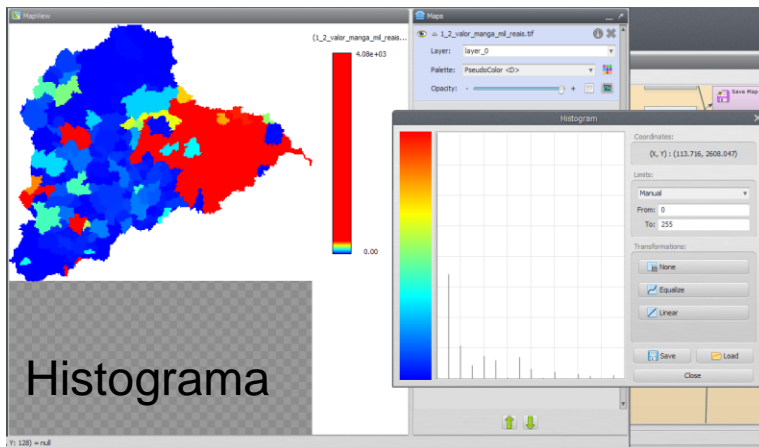 MapView
(1_2_valor_manga_mil_reais...
4.08e+03
0.00
Histograma
Y: 128) = null
Maps
1_2_valor_manga_mil_reais.tif
Layer: layer_0
Palette: PseudoColor <D>
Opacity: - +
Save Map
Histogram
Coordinates:
(X, Y) : (113.716, 2608.047)
Limits:
Manual
From: 0
To: 255
Transformations:
None
Equalize
Linear
Save Load
Close